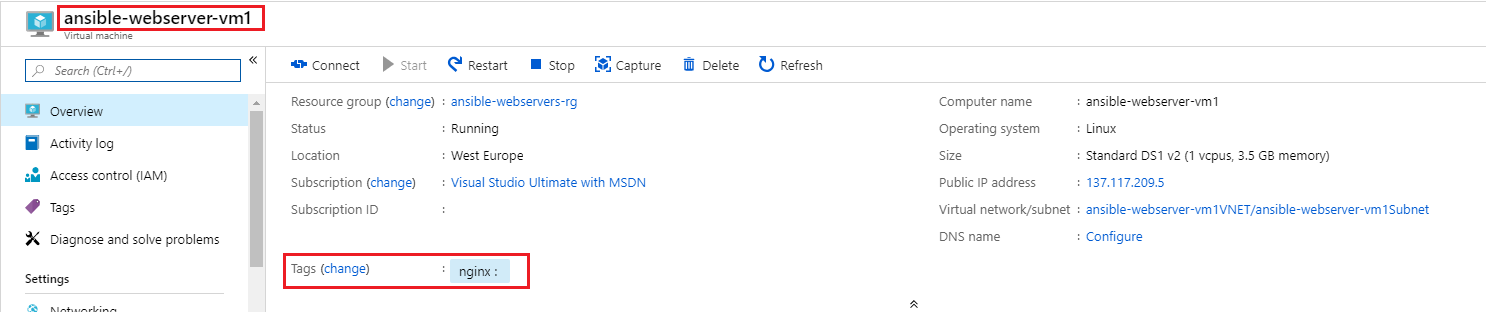 ansible-webserver-vm1
Virtual machine
Search (Ctrl+/)
«
Overview
Activity log
Access control (IAM)
Tags
Diagnose and solve problems
Settings
Networking
Connect Start Restart Stop Capture Delete Refresh
Resource group (change) : ansible-webservers-rg
Status : Running
Location : West Europe
Subscription (change) : Visual Studio Ultimate with MSDN
Subscription ID :
Tags (change) : nginx :
Computer name : ansible-webserver-vm1
Operating system : Linux
Size : Standard DS1 v2 (1 vcpus, 3.5 GB memory)
Public IP address : 137.117.209.5
Virtual network/subnet : ansible-webserver-vm1VNET/ansible-webserver-vm1Subnet
DNS name : Configure